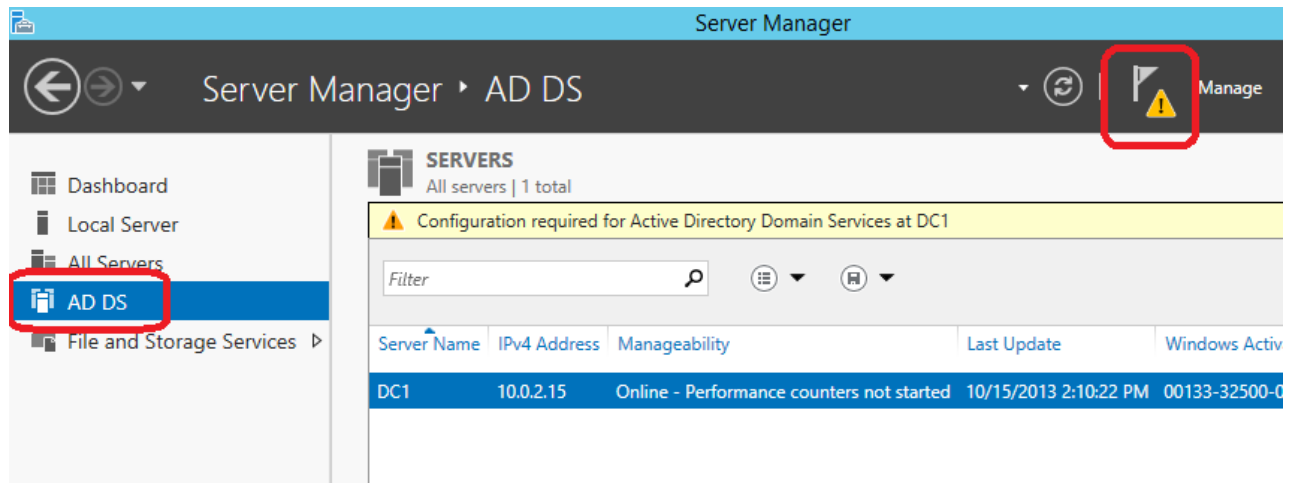 Server Manager
Server Manager ‣ AD DS
Manage
Dashboard
Local Server
All Servers
AD DS
File and Storage Services
SERVERS
All servers | 1 total
Configuration required for Active Directory Domain Services at DC1
Filter
Server Name IPv4 Address Manageability Last Update Windows Activ
DC1 10.0.2.15 Online - Performance counters not started 10/15/2013 2:10:22 PM 00133-32500-0